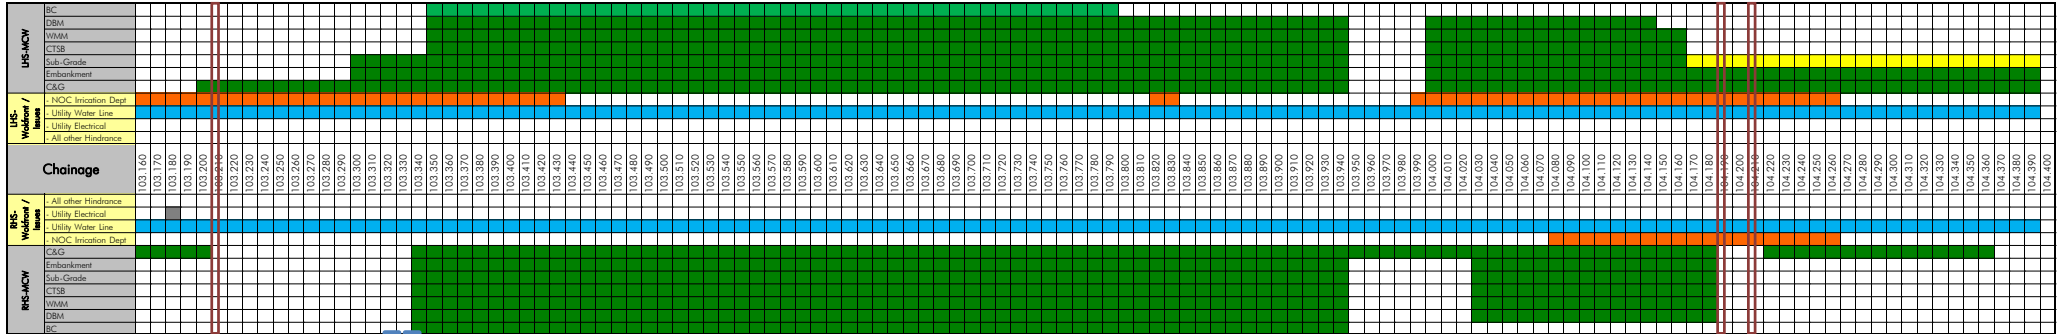 LHS-MCW
BC
DBM
WMM
CTSB
Sub-Grade
Embankment
C&G
LHS-
Wokfront /
Issues
- NOC Irrication Dept
- Utility Water Line
- Utility Electrical
- All other Hindrance
Chainage
103.160 103.170 103.180 103.190 103.200 103.210 103.220 103.230 103.240 103.250 103.260 103.270 103.280 103.290 103.300 103.310 103.320 103.330 103.340 103.350 103.360 103.370 103.380 103.390 103.400 103.410 103.420 103.430 103.440 103.450 103.460 103.470 103.480 103.490 103.500 103.510 103.520 103.530 103.540 103.550 103.560 103.570 103.580 103.590 103.600 103.610 103.620 103.630 103.640 103.650 103.660 103.670 103.680 103.690 103.700 103.710 103.720 103.730 103.740 103.750 103.760 103.770 103.780 103.790 103.800 103.810 103.820 103.830 103.840 103.850 103.860 103.870 103.880 103.890 103.900 103.910 103.920 103.930 103.940 103.950 103.960 103.970 103.980 103.990 104.000 104.010 104.020 104.030 104.040 104.050 104.060 104.070 104.080 104.090 104.100 104.110 104.120 104.130 104.140 104.150 104.160 104.170 104.180 104.190 104.200 104.210 104.220 104.230 104.240 104.250 104.260 104.270 104.280 104.290 104.300 104.310 104.320 104.330 104.340 104.350 104.360 104.370 104.380 104.390 104.400
RHS-
Wokfront /
Issues
- All other Hindrance
- Utility Electrical
- Utility Water Line
- NOC Irrication Dept
RHS-MCW
C&G
Embankment
Sub-Grade
CTSB
WMM
DBM
BC